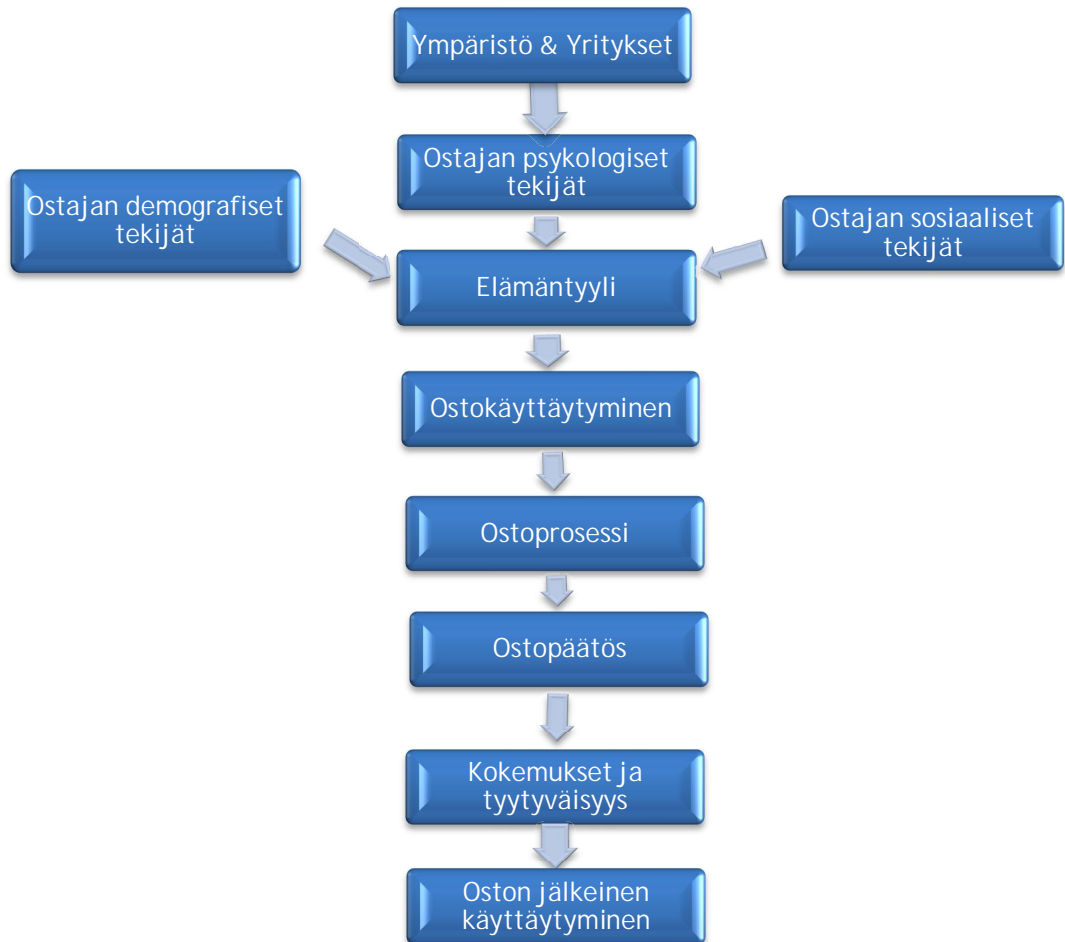 Ympäristö & Yritykset
Ostajan psykologiset
tekijät
Ostajan demografiset
tekijät
Ostajan sosiaaliset
tekijät
Elämäntyyli
Ostokäyttäytyminen
Ostoprosessi
Ostopäätös
Kokemukset ja
tyytyväisyys
Oston jälkeinen
käyttäytyminen